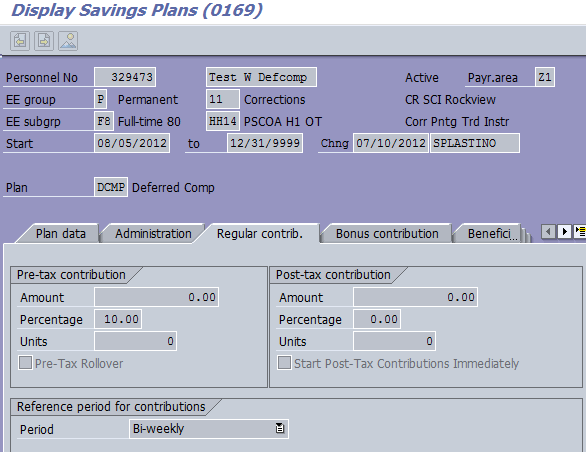 Display Savings Plans (0169)
Personnel No 329473 Test W Defcomp Active Payr.area Z1
EE group P Permanent 11 Corrections CR SCI Rockview
EE subgrp F8 Full-time 80 HH14 PSCOA H1 OT Corr Pntg Trd Instr
Start 08/05/2012 to 12/31/9999 Chng 07/10/2012 SPLASTINO
Plan DCMP Deferred Comp
Plan data Administration Regular contrib. Bonus contribution Benefici...
Pre-tax contribution Post-tax contribution
Amount 0.00 Amount 0.00
Percentage 10.00 Percentage 0.00
Units 0 Units 0
Pre-Tax Rollover Start Post-Tax Contributions Immediately
Reference period for contributions
Period Bi-weekly